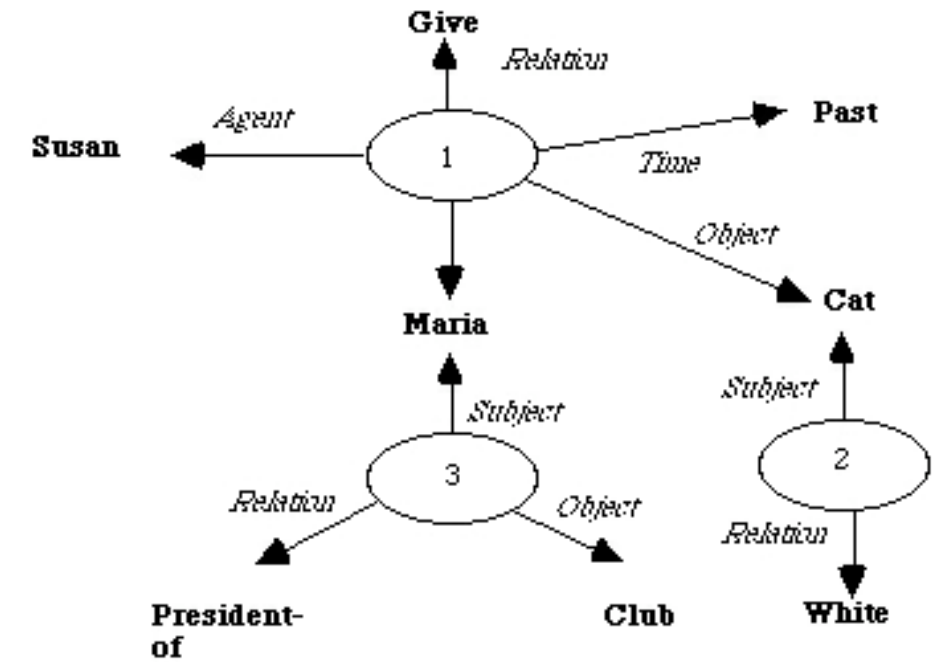 Give
Relation
Agent
Past
Susan
1
Time
Object
Cat
Maria
Subject
Subject
3
2
Relation
Object
Relation
President-
of
Club
White